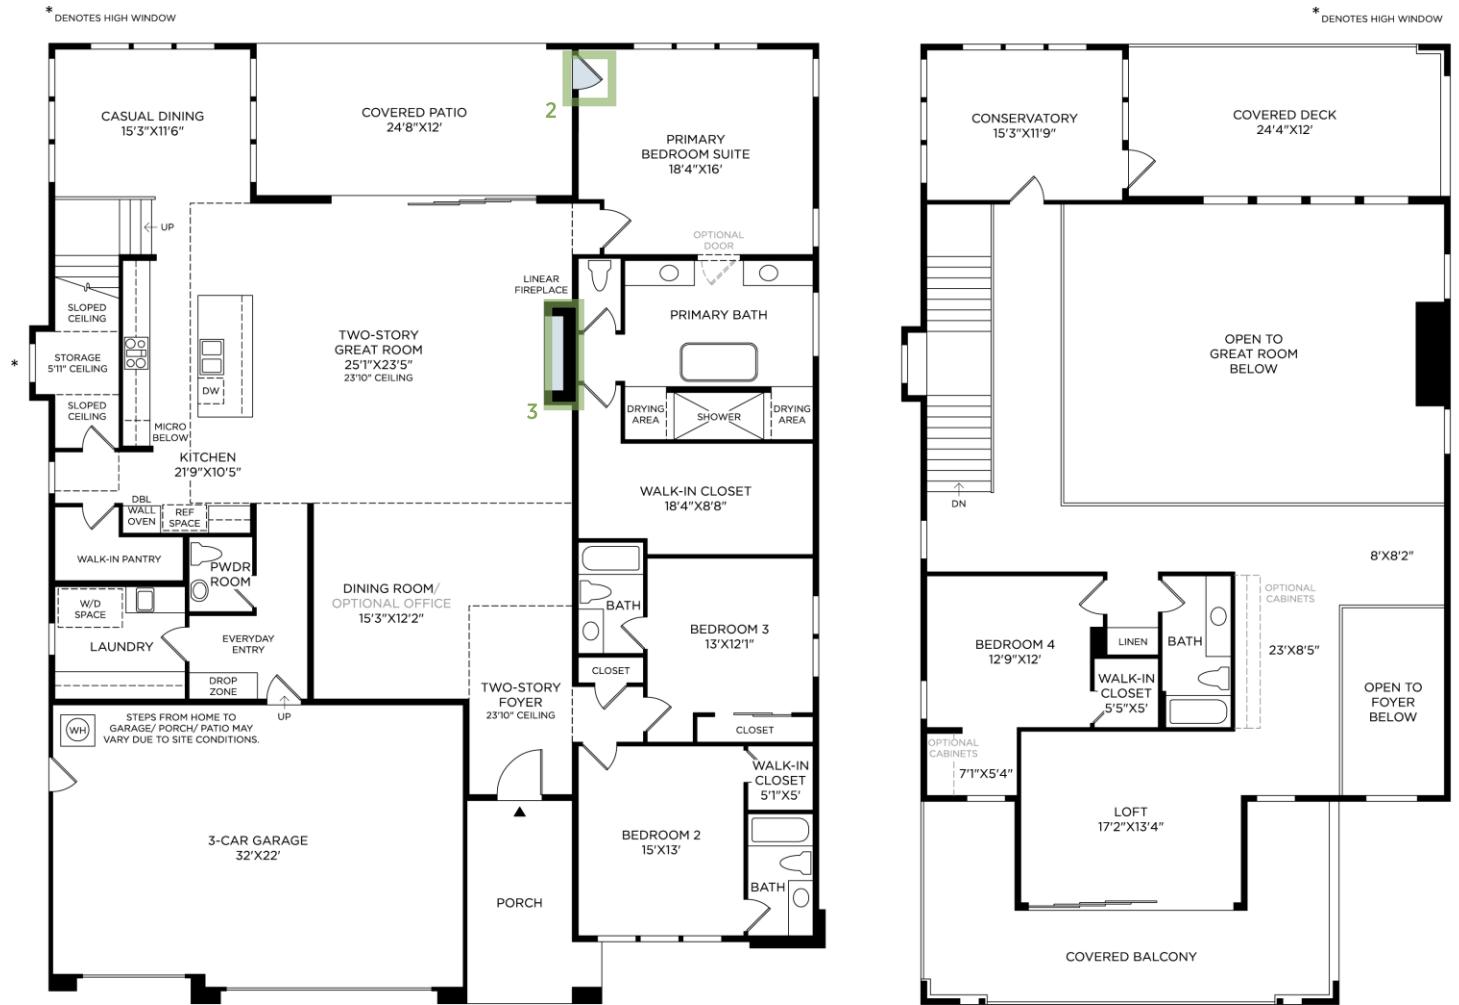 * DENOTES HIGH WINDOW
CASUAL DINING
15'3"X11'6"
COVERED PATIO
24'8"X12'
2
PRIMARY
BEDROOM SUITE
18'4"X16'
OPTIONAL
DOOR
UP
LINEAR
FIREPLACE
SLOPED
CEILING
*
STORAGE
5'11" CEILING
SLOPED
CEILING
DW
TWO-STORY
GREAT ROOM
25'1"X23'5"
23'10" CEILING
3
PRIMARY BATH
DRYING
AREA
SHOWER
DRYING
AREA
MICRO
BELOW
KITCHEN
21'9"X10'5"
WALK-IN CLOSET
18'4"X8'8"
DBL
WALL
OVEN
REF
SPACE
WALK-IN PANTRY
PWDR
ROOM
W/D
SPACE
LAUNDRY
EVERYDAY
ENTRY
DROP
ZONE
UP
DINING ROOM/
OPTIONAL OFFICE
15'3"X12'2"
BATH
BEDROOM 3
13'X12'1"
CLOSET
TWO-STORY
FOYER
23'10" CEILING
CLOSET
WH
STEPS FROM HOME TO
GARAGE/ PORCH/ PATIO MAY
VARY DUE TO SITE CONDITIONS.
WALK-IN
CLOSET
5'1"X5'
3-CAR GARAGE
32'X22'
BEDROOM 2
15'X13'
BATH
PORCH
* DENOTES HIGH WINDOW
CONSERVATORY
15'3"X11'9"
COVERED DECK
24'4"X12'
OPEN TO
GREAT ROOM
BELOW
DN
8'X8'2"
OPTIONAL
CABINETS
BEDROOM 4
12'9"X12'
LINEN
BATH
23'X8'5"
WALK-IN
CLOSET
5'5"X5'
OPEN TO
FOYER
BELOW
OPTIONAL
CABINETS
7'1"X5'4"
LOFT
17'2"X13'4"
COVERED BALCONY